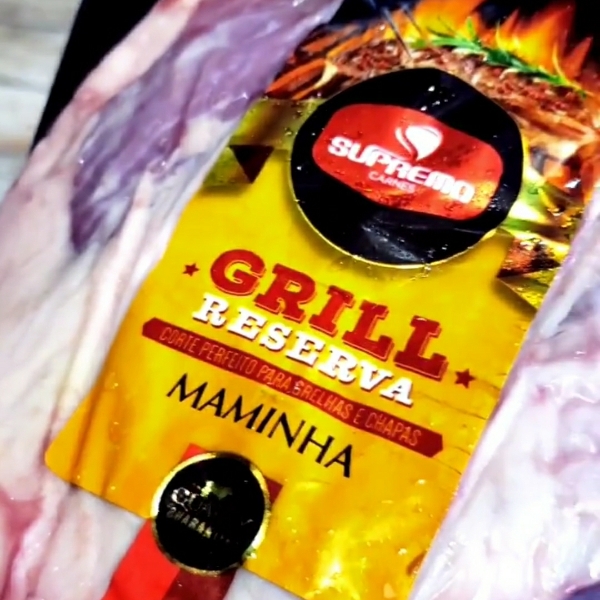 SUPREMO
CARNES
GRILL
RESERVA
CORTE PERFEITO PARA GRELHAS E CHAPAS
MAMINHA